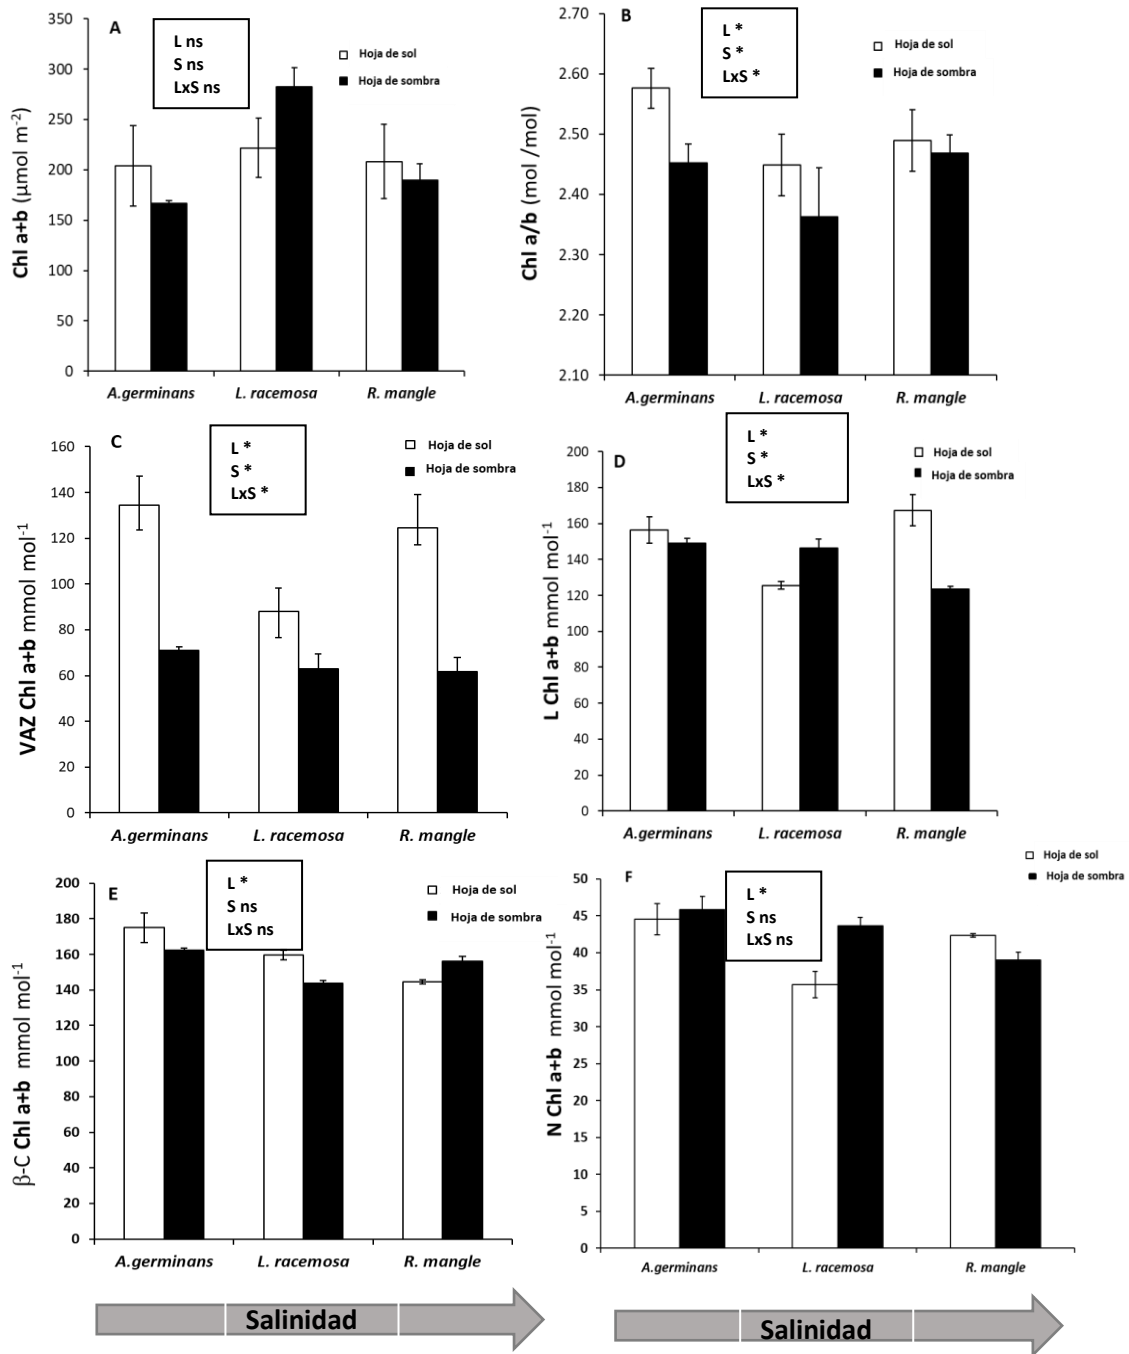 A
L ns
S ns
LxS ns
Hoja de sol
Hoja de sombra
Chl a+b (µmol m⁻²)
350
300
250
200
150
100
50
0
A.germinans
L. racemosa
R. mangle
B
L *
S *
LxS *
Hoja de sol
Hoja de sombra
Chl a/b (mol /mol)
2.70
2.60
2.50
2.40
2.30
2.20
2.10
A.germinans
L. racemosa
R. mangle
C
L *
S *
LxS *
Hoja de sol
Hoja de sombra
VAZ Chl a+b mmol mol⁻¹
160
140
120
100
80
60
40
20
0
A.germinans
L. racemosa
R. mangle
D
L *
S *
LxS *
Hoja de sol
Hoja de sombra
L Chl a+b mmol mol⁻¹
200
180
160
140
120
100
80
60
40
20
0
A.germinans
L. racemosa
R. mangle
E
L *
S ns
LxS ns
Hoja de sol
Hoja de sombra
β-C Chl a+b mmol mol⁻¹
200
180
160
140
120
100
80
60
40
20
0
A.germinans
L. racemosa
R. mangle
F
L *
S ns
LxS ns
Hoja de sol
Hoja de sombra
N Chl a+b mmol mol⁻¹
50
45
40
35
30
25
20
15
10
5
0
A.germinans
L. racemosa
R. mangle
Salinidad
Salinidad